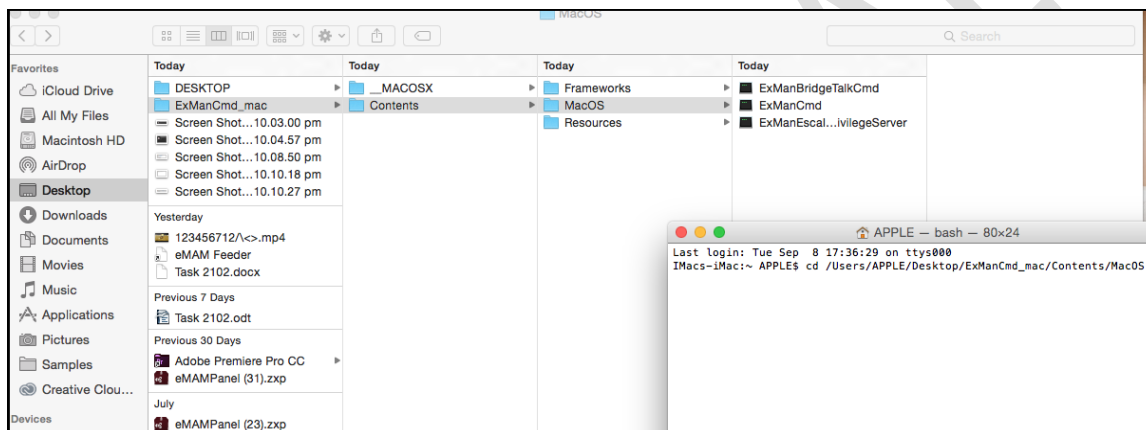 MacOS
Search
Favorites
iCloud Drive
All My Files
Macintosh HD
AirDrop
Desktop
Downloads
Documents
Movies
Music
Applications
Pictures
Samples
Creative Clou...
Devices
Today
DESKTOP
ExManCmd_mac
Screen Shot...10.03.00 pm
Screen Shot...10.04.57 pm
Screen Shot...10.08.50 pm
Screen Shot...10.10.18 pm
Screen Shot...10.10.27 pm
Yesterday
123456712/\<>.mp4
eMAM Feeder
Task 2102.docx
Previous 7 Days
Task 2102.odt
Previous 30 Days
Adobe Premiere Pro CC
eMAMPanel (31).zxp
July
eMAMPanel (23).zxp
Today
__MACOSX
Contents
Today
Frameworks
MacOS
Resources
Today
ExManBridgeTalkCmd
ExManCmd
ExManEscal...ivilegeServer
APPLE — bash — 80×24
Last login: Tue Sep  8 17:36:29 on ttys000
IMacs-iMac:~ APPLE$ cd /Users/APPLE/Desktop/ExManCmd_mac/Contents/MacOS